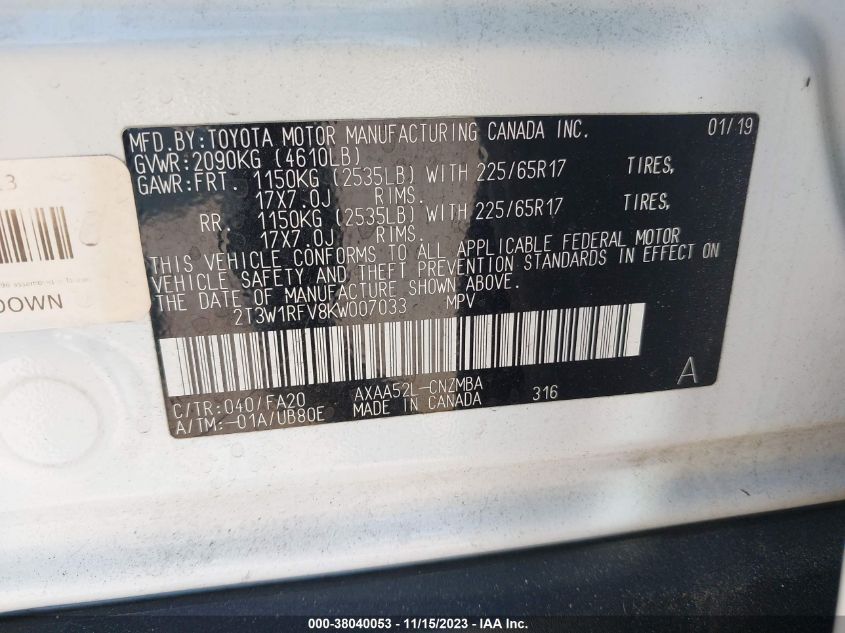 MFD.BY:TOYOTA MOTOR MANUFACTURING CANADA INC. 01/19
GVWR:2090KG (4610LB)
GAWR:FRT. 1150KG (2535LB) WITH 225/65R17 TIRES,
17X7.0J RIMS.
RR. 1150KG (2535LB) WITH 225/65R17 TIRES,
17X7.0J RIMS.
THIS VEHICLE CONFORMS TO ALL APPLICABLE FEDERAL MOTOR
VEHICLE SAFETY AND THEFT PREVENTION STANDARDS IN EFFECT ON
THE DATE OF MANUFACTURE SHOWN ABOVE.
2T3W1RFV8KW007033 MPV
C/TR:040/FA20 AXAA52L-CNZMBA 316 A
A/TM:-01A/UB80E MADE IN CANADA
3
DOWN
000-38040053 - 11/15/2023 - IAAI Inc.